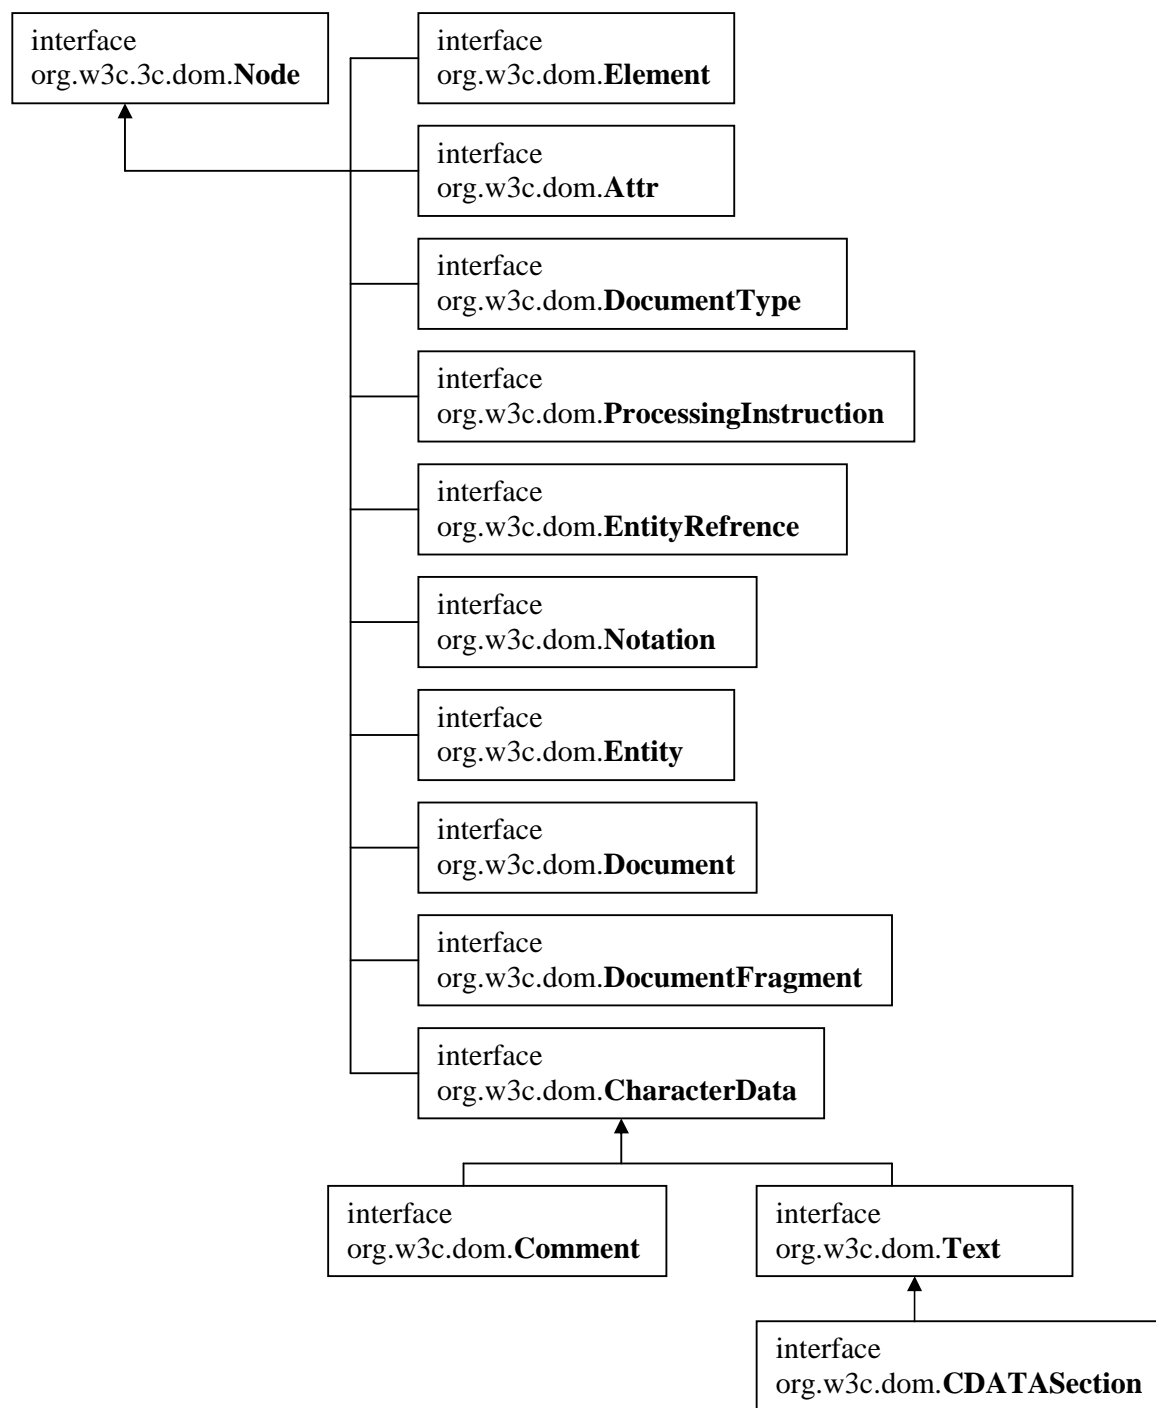 interface
org.w3c.3c.dom.Node
interface
org.w3c.dom.Element
interface
org.w3c.dom.Attr
interface
org.w3c.dom.DocumentType
interface
org.w3c.dom.ProcessingInstruction
interface
org.w3c.dom.EntityRefrence
interface
org.w3c.dom.Notation
interface
org.w3c.dom.Entity
interface
org.w3c.dom.Document
interface
org.w3c.dom.DocumentFragment
interface
org.w3c.dom.CharacterData
interface
org.w3c.dom.Comment
interface
org.w3c.dom.Text
interface
org.w3c.dom.CDATASection